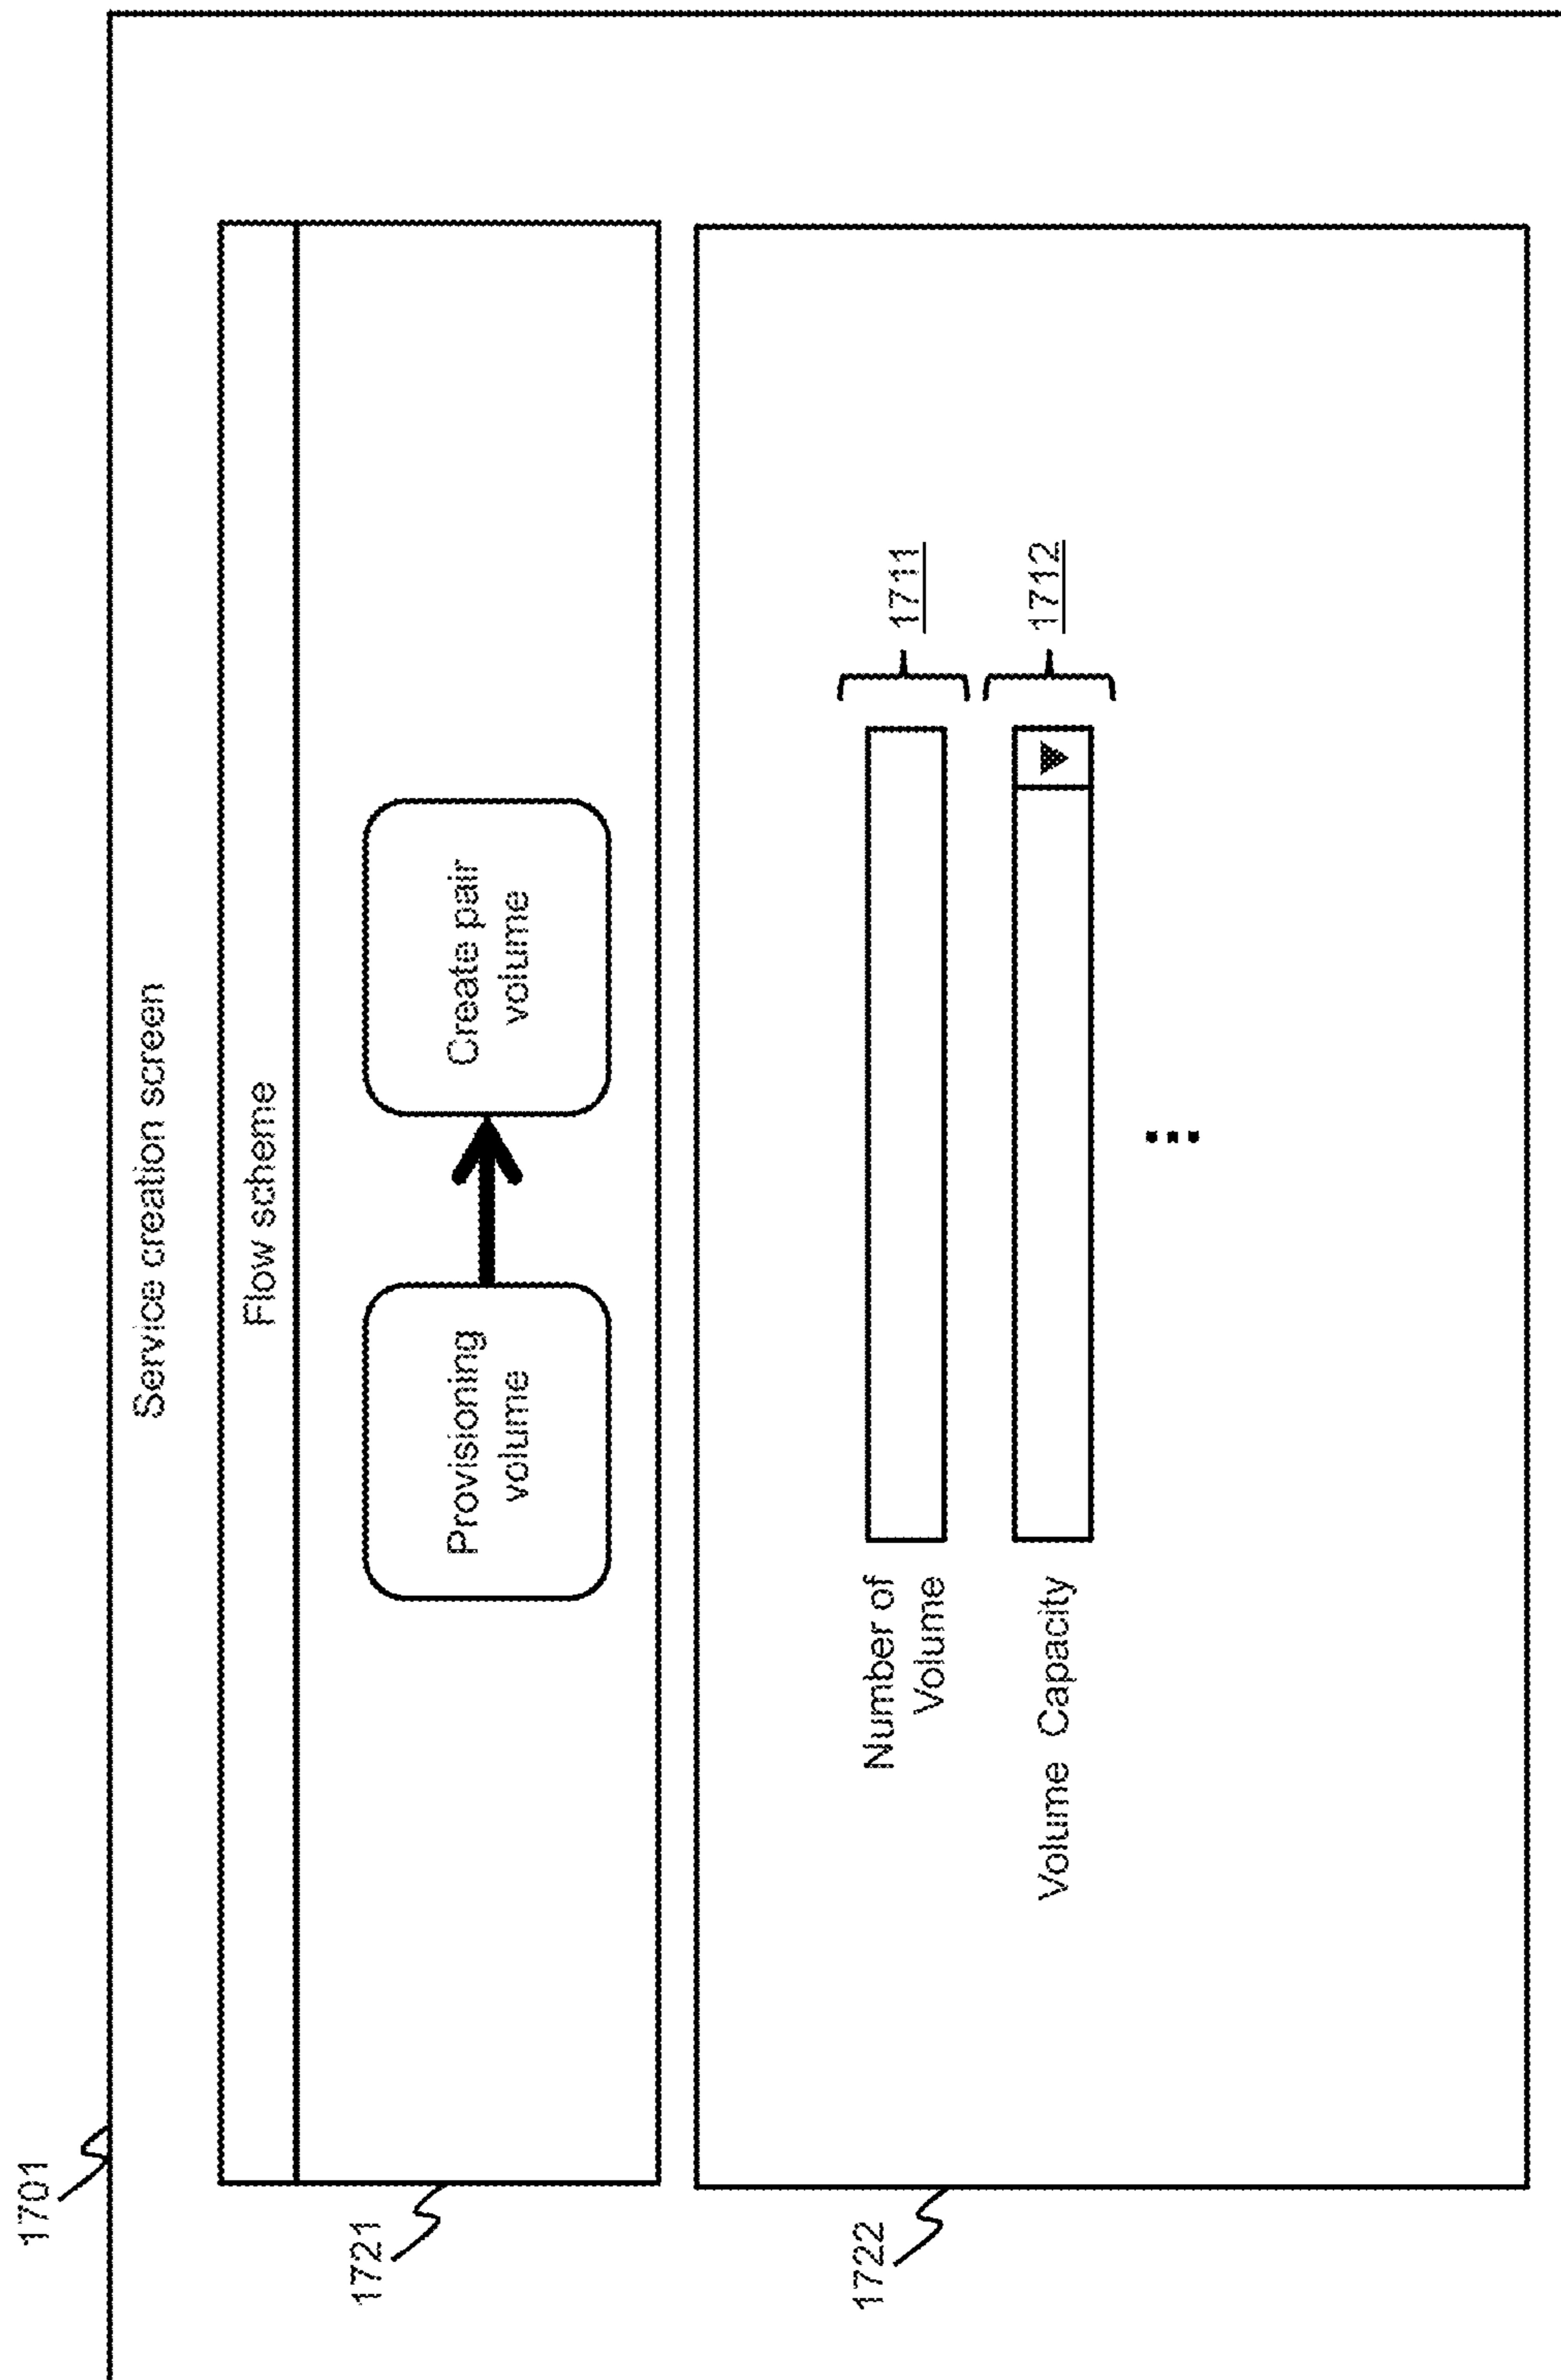 1701
Service creation screen
1721
Flow scheme
Provisioning
volume
Create pair
volume
1722
Number of
Volume
1711
Volume Capacity
1712
...